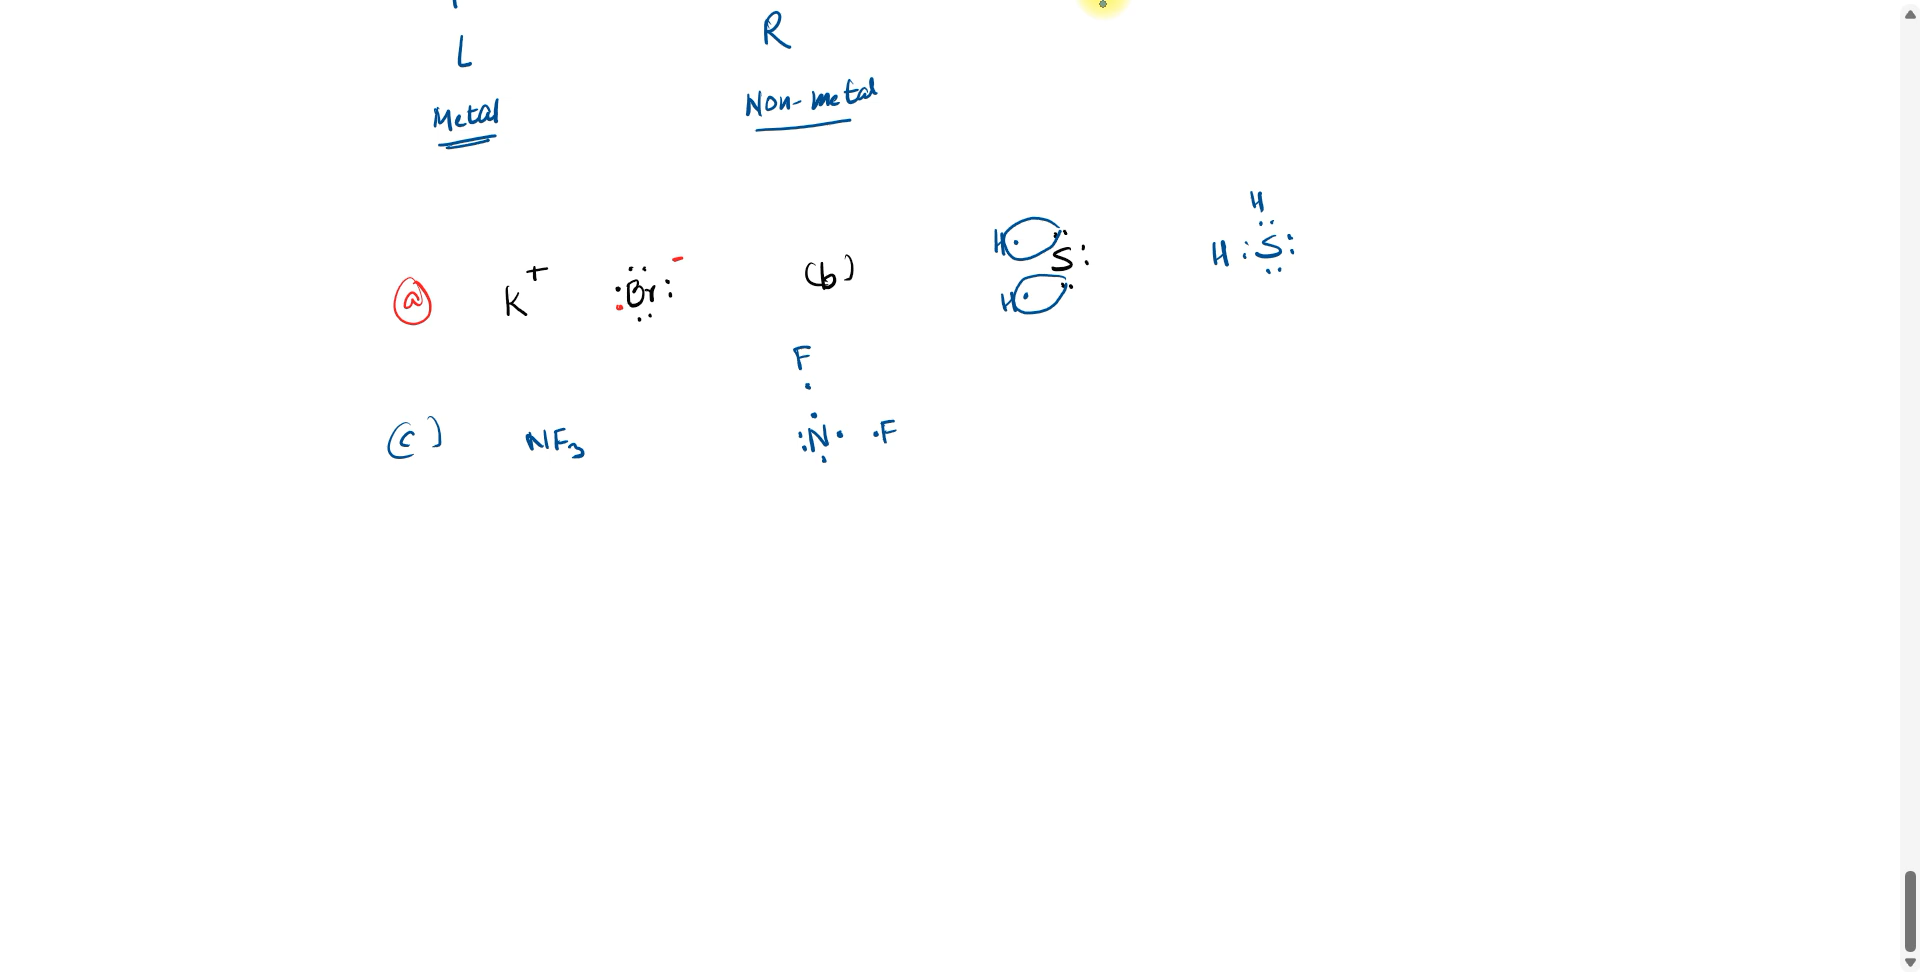 L R
Metal Non-metal
H
H· S: H :S:
ⓐ K⁺ :Br:⁻ (b)
H·
F
(c) NF₃ :N· ·F